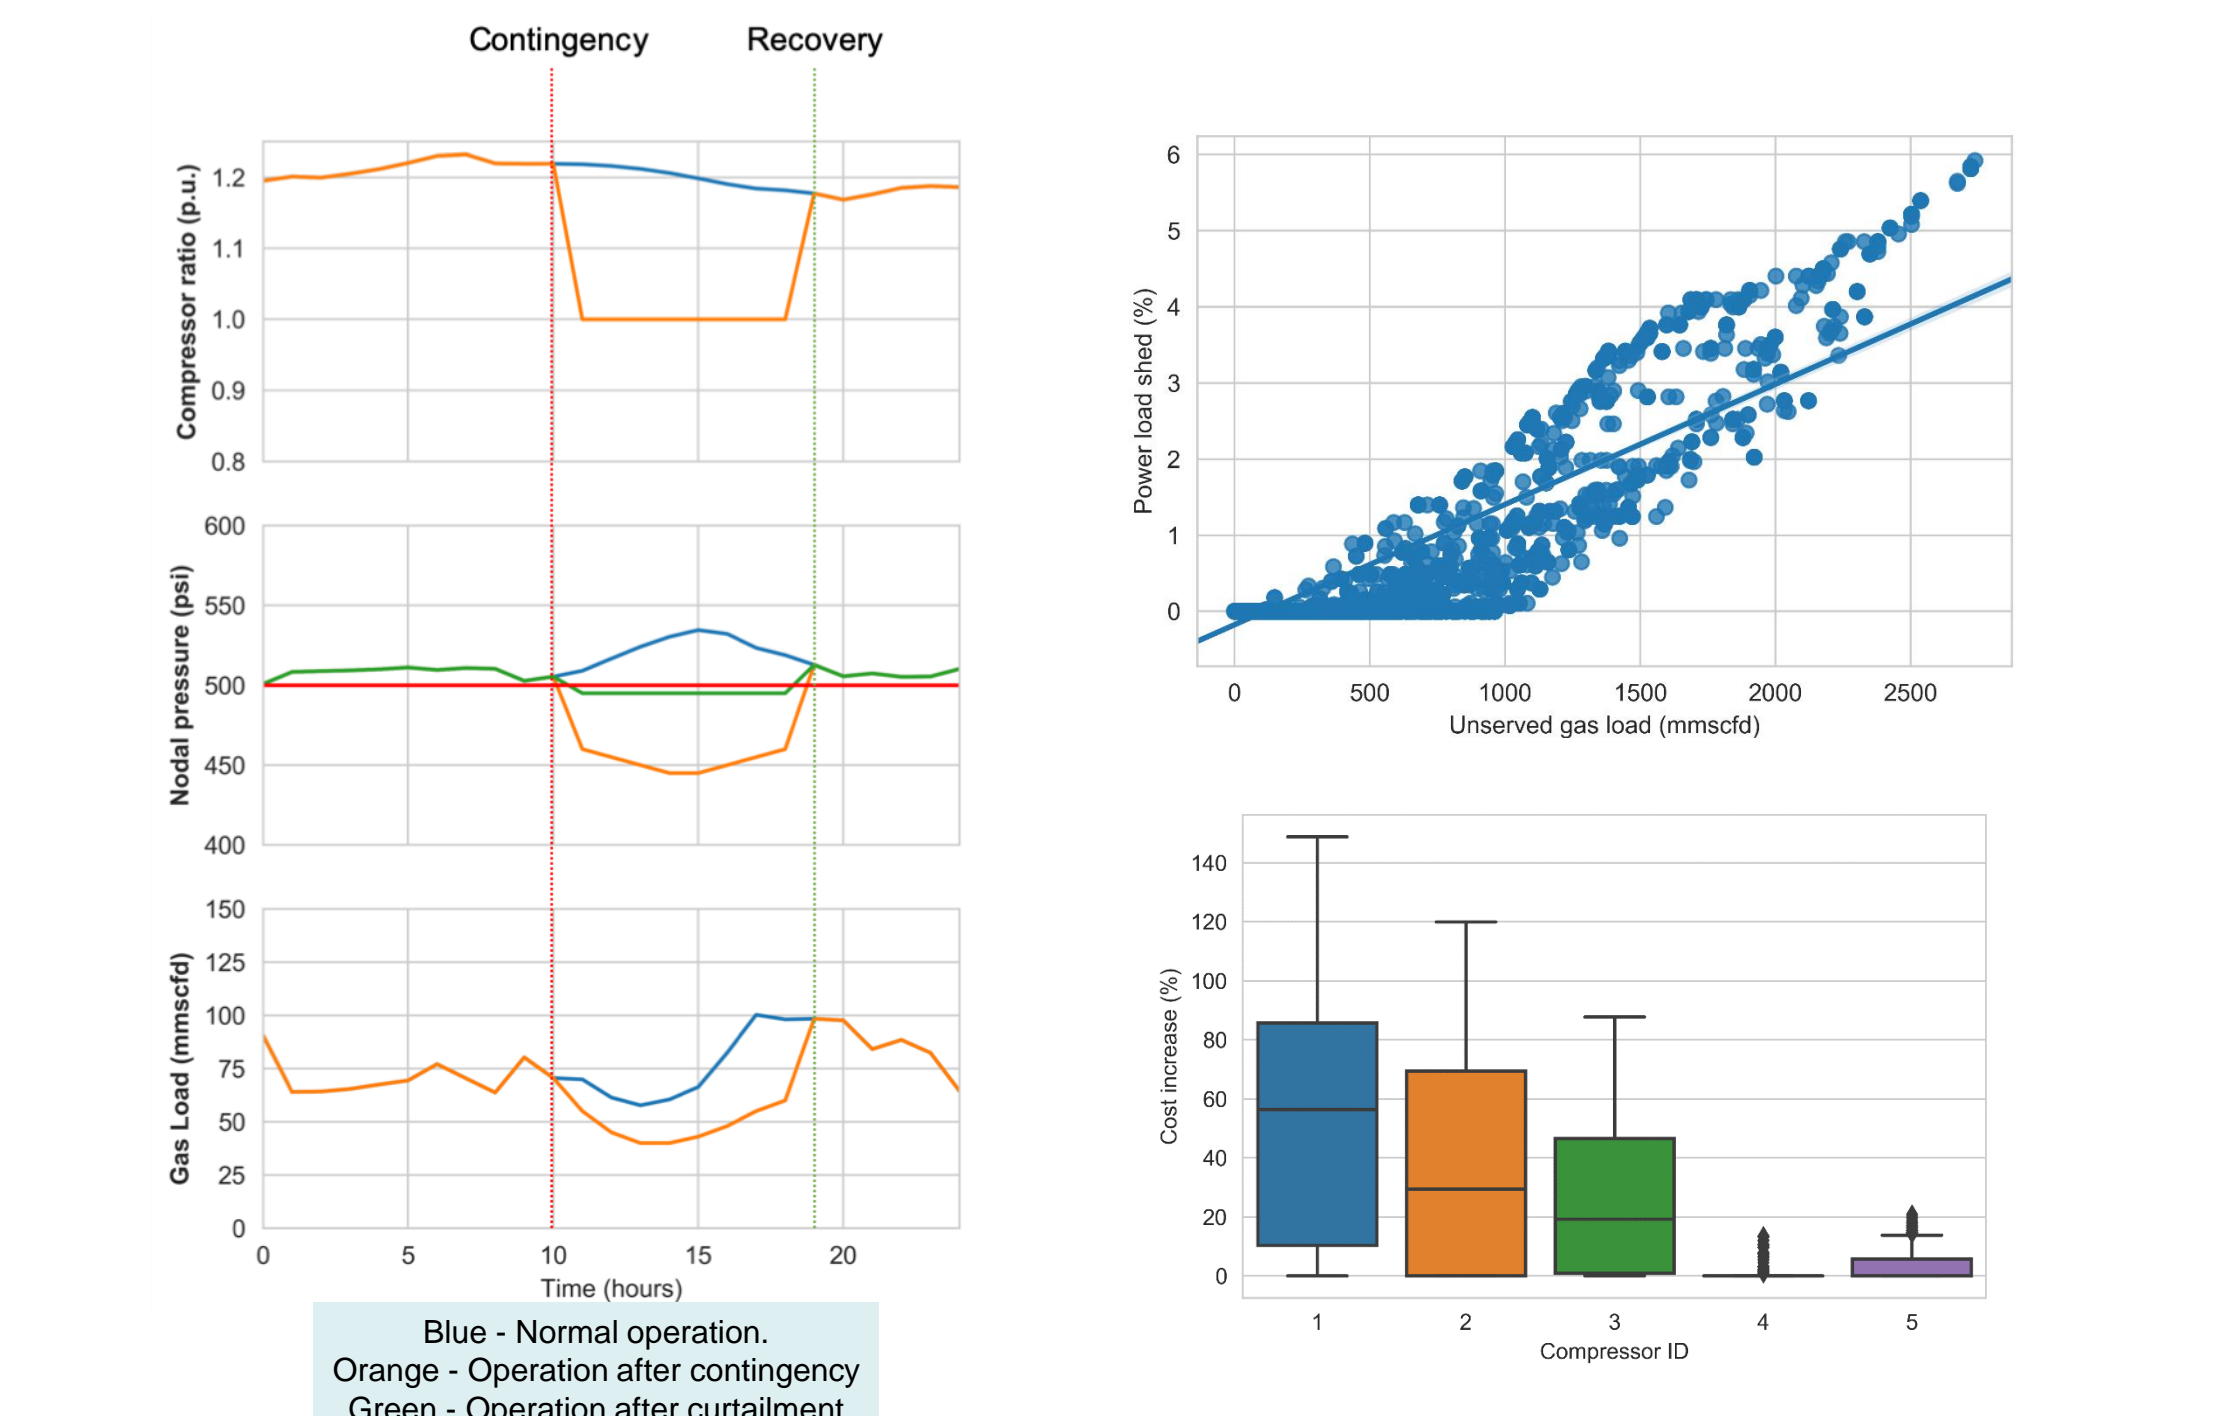 Contingency
Recovery
Compressor ratio (p.u.)
1.2
1.1
1.0
0.9
0.8
Nodal pressure (psi)
600
550
500
450
400
Gas Load (mmscfd)
150
125
100
75
50
25
0
0 5 10 15 20
Time (hours)
Blue - Normal operation.
Orange - Operation after contingency
Green - Operation after curtailment
Power load shed (%)
6
5
4
3
2
1
0
0 500 1000 1500 2000 2500
Unserved gas load (mmscfd)
Cost increase (%)
140
120
100
80
60
40
20
0
1 2 3 4 5
Compressor ID